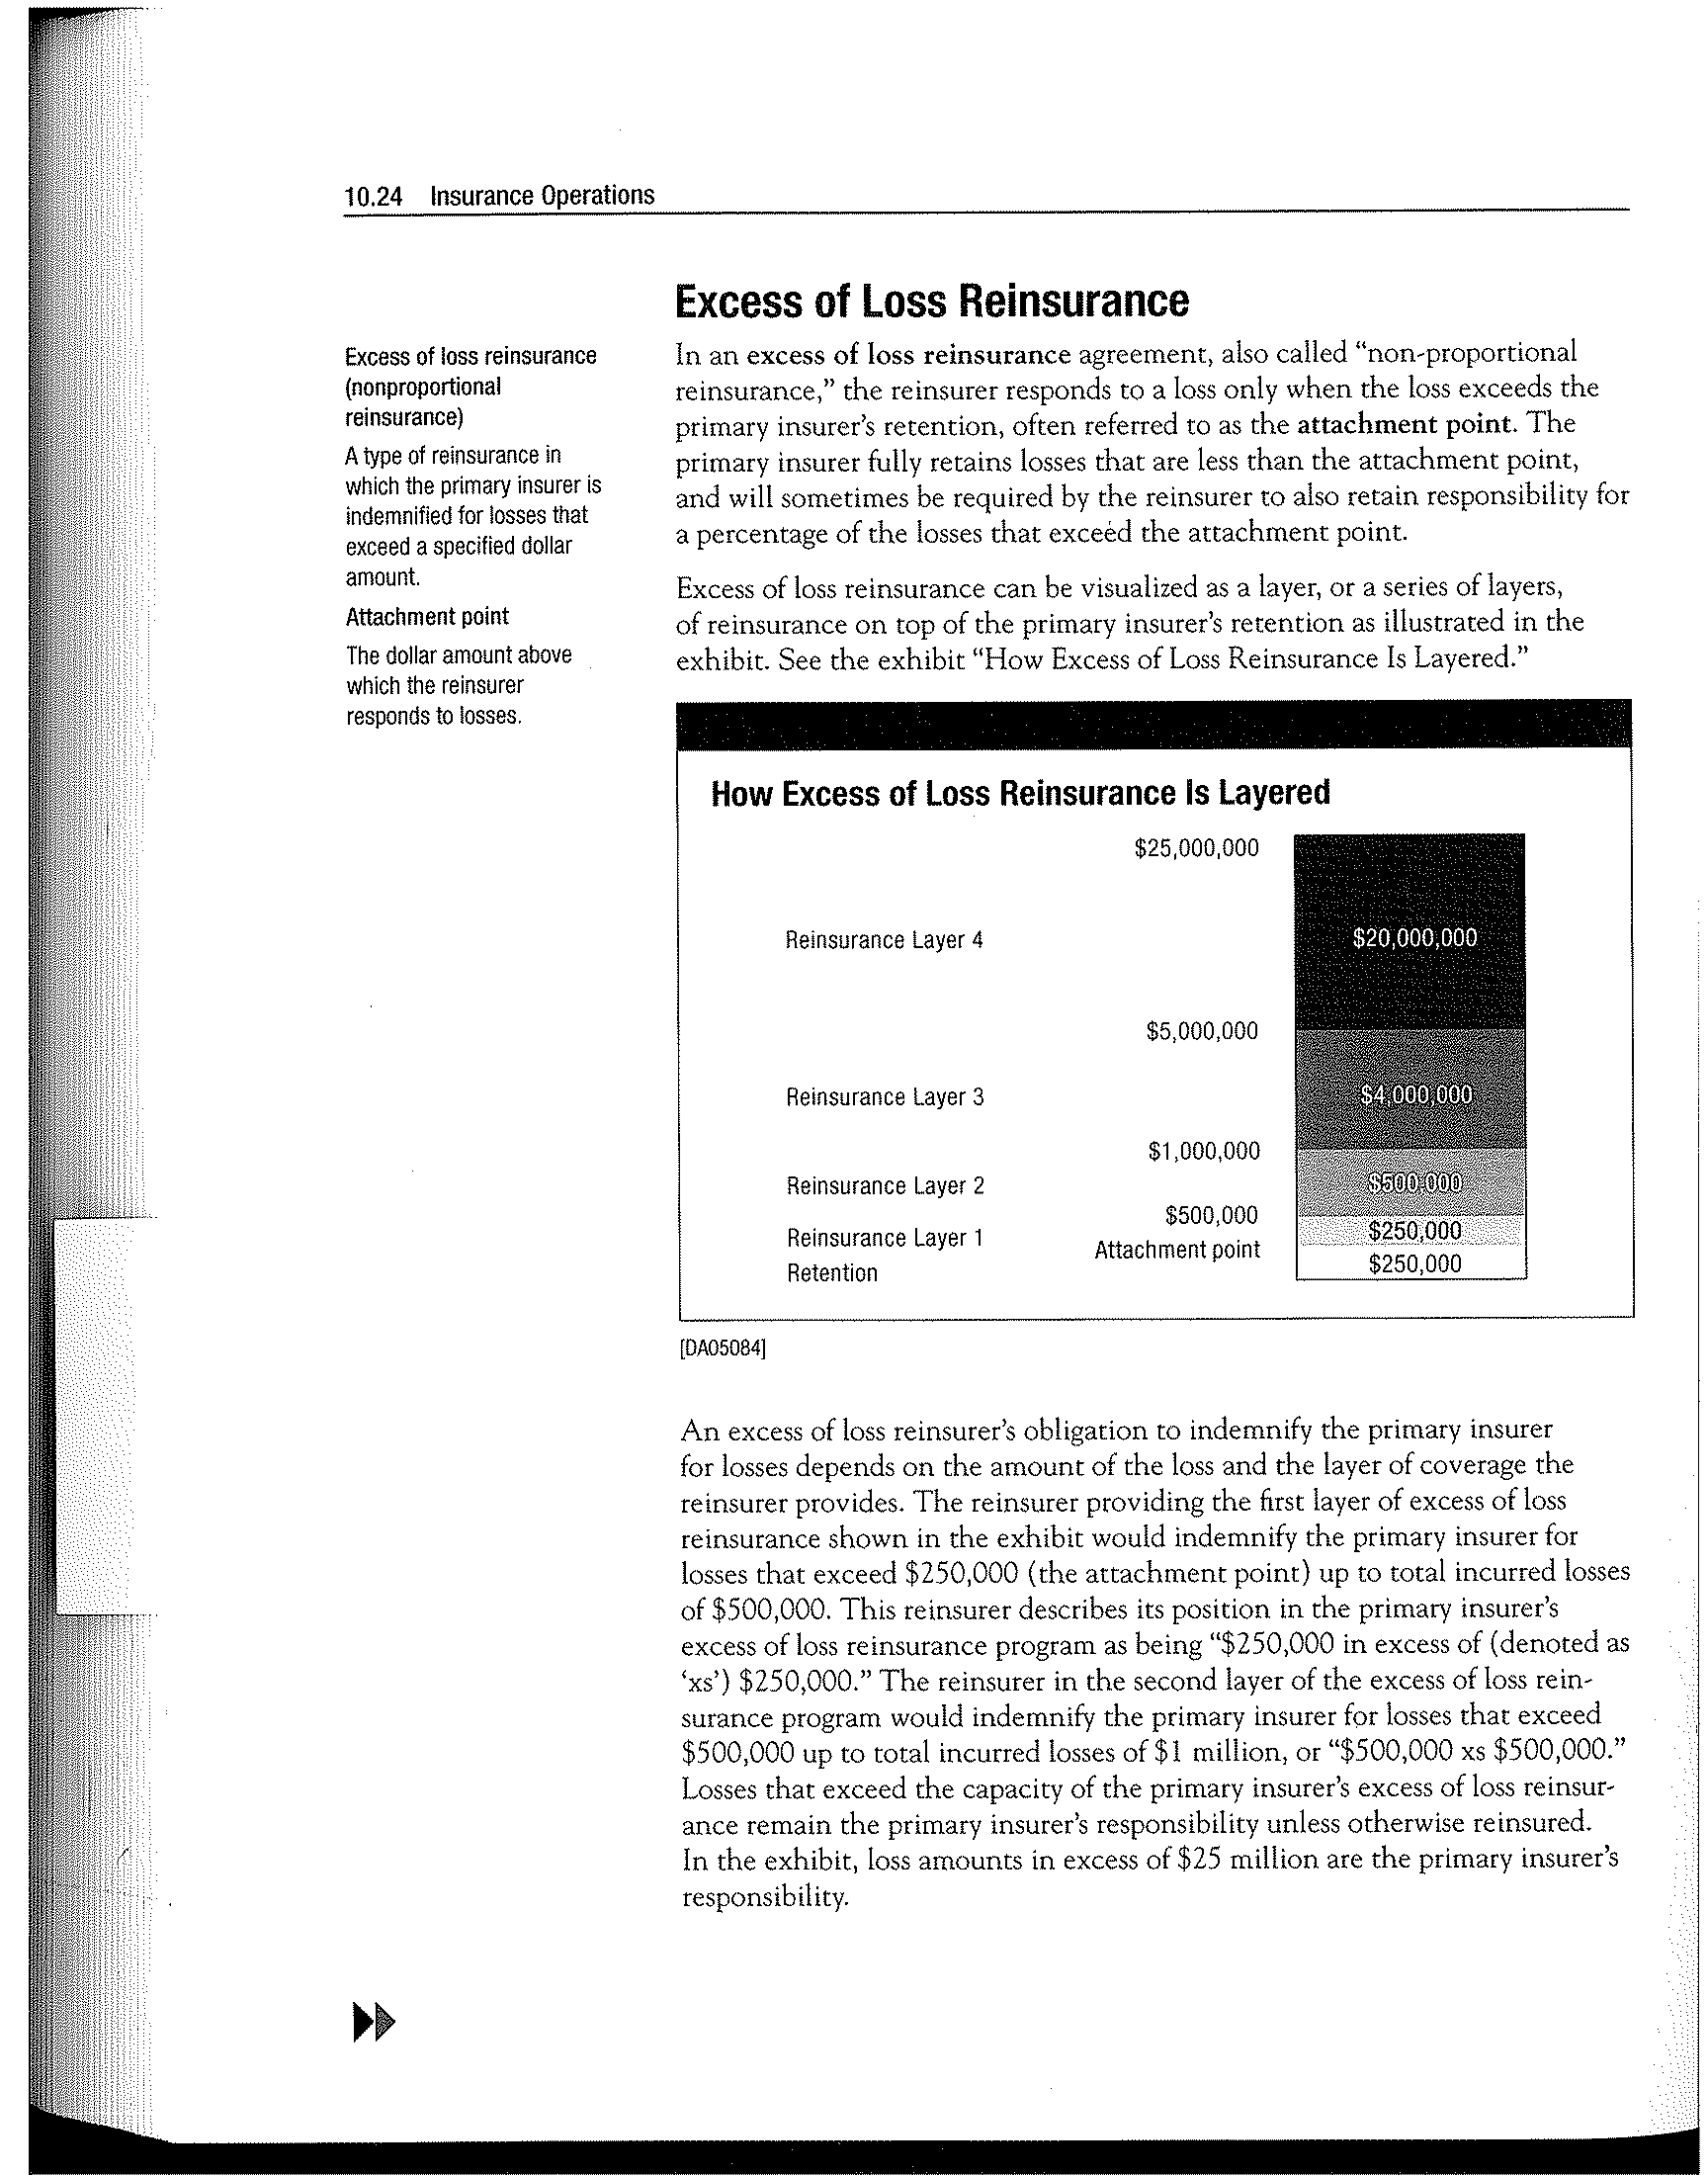 10.24 Insurance Operations
Excess of Loss Reinsurance
Excess of loss reinsurance
(nonproportional
reinsurance)
A type of reinsurance in
which the primary insurer is
indemnified for losses that
exceed a specified dollar
amount.
Attachment point
The dollar amount above
which the reinsurer
responds to losses.
In an excess of loss reinsurance agreement, also called “non-proportional
reinsurance,” the reinsurer responds to a loss only when the loss exceeds the
primary insurer’s retention, often referred to as the attachment point. The
primary insurer fully retains losses that are less than the attachment point,
and will sometimes be required by the reinsurer to also retain responsibility for
a percentage of the losses that exceed the attachment point.
Excess of loss reinsurance can be visualized as a layer, or a series of layers,
of reinsurance on top of the primary insurer’s retention as illustrated in the
exhibit. See the exhibit “How Excess of Loss Reinsurance Is Layered.”
How Excess of Loss Reinsurance Is Layered
$25,000,000
Reinsurance Layer 4 $20,000,000
$5,000,000
Reinsurance Layer 3 $4,000,000
$1,000,000
Reinsurance Layer 2 $500,000
$500,000
Reinsurance Layer 1 $250,000
Attachment point
Retention $250,000
[DA05084]
An excess of loss reinsurer’s obligation to indemnify the primary insurer
for losses depends on the amount of the loss and the layer of coverage the
reinsurer provides. The reinsurer providing the first layer of excess of loss
reinsurance shown in the exhibit would indemnify the primary insurer for
losses that exceed $250,000 (the attachment point) up to total incurred losses
of $500,000. This reinsurer describes its position in the primary insurer’s
excess of loss reinsurance program as being “$250,000 in excess of (denoted as
‘xs’) $250,000.” The reinsurer in the second layer of the excess of loss rein-
surance program would indemnify the primary insurer for losses that exceed
$500,000 up to total incurred losses of $1 million, or “$500,000 xs $500,000.”
Losses that exceed the capacity of the primary insurer’s excess of loss reinsur-
ance remain the primary insurer’s responsibility unless otherwise reinsured.
In the exhibit, loss amounts in excess of $25 million are the primary insurer’s
responsibility.